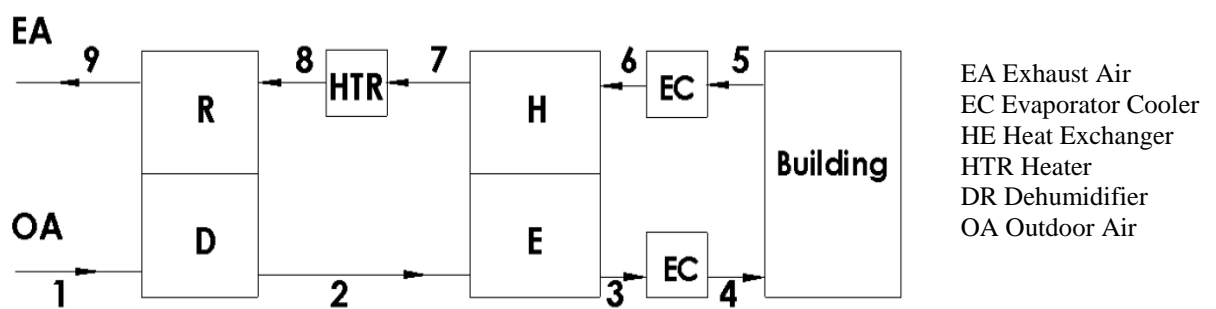 EA
9
8
7
6
5
R
HTR
H
EC
Building
OA
D
E
EC
1
2
3
4
EA Exhaust Air
EC Evaporator Cooler
HE Heat Exchanger
HTR Heater
DR Dehumidifier
OA Outdoor Air